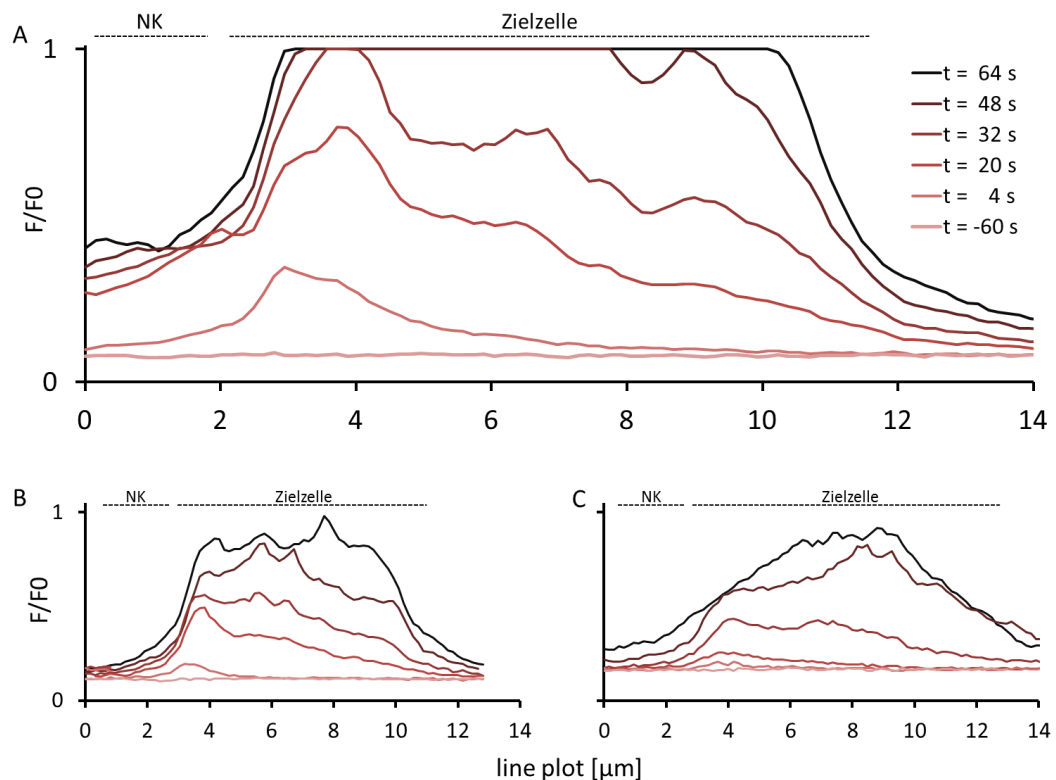 A
NK
Zielzelle
1
F/F0
0
t = 64 s
t = 48 s
t = 32 s
t = 20 s
t = 4 s
t = -60 s
0 2 4 6 8 10 12 14
B
NK
Zielzelle
1
F/F0
0
0 2 4 6 8 10 12 14
C
NK
Zielzelle
0 2 4 6 8 10 12 14
line plot [µm]